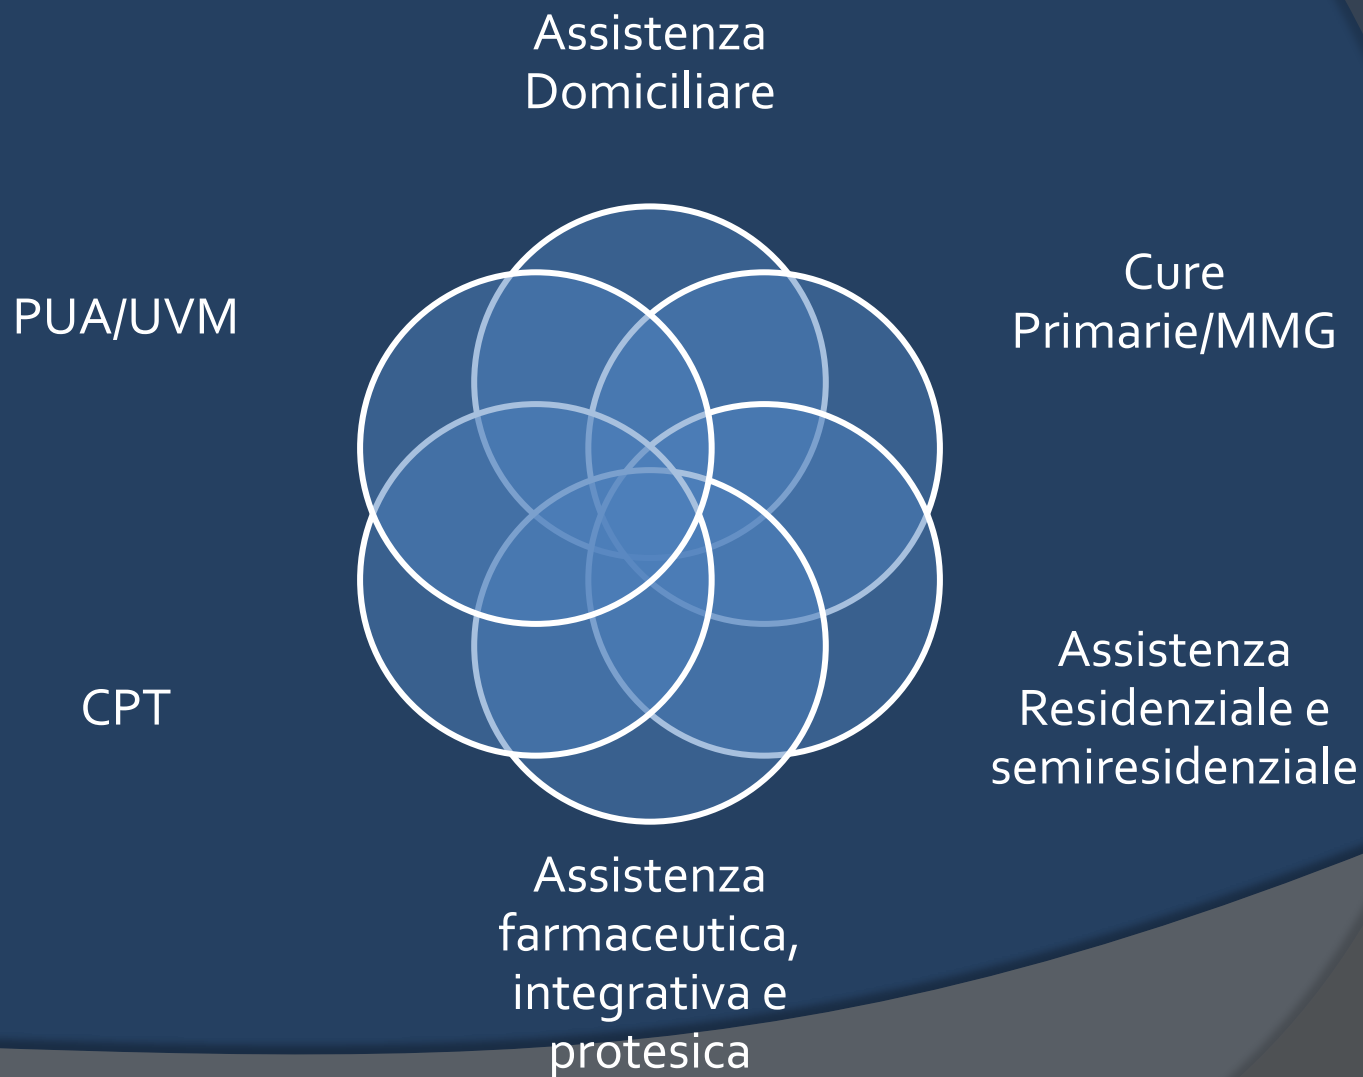 Assistenza
Domiciliare
Cure
Primarie/MMG
PUA/UVM
Assistenza
Residenziale e
semiresidenziale
CPT
Assistenza
farmaceutica,
integrativa e
protesica